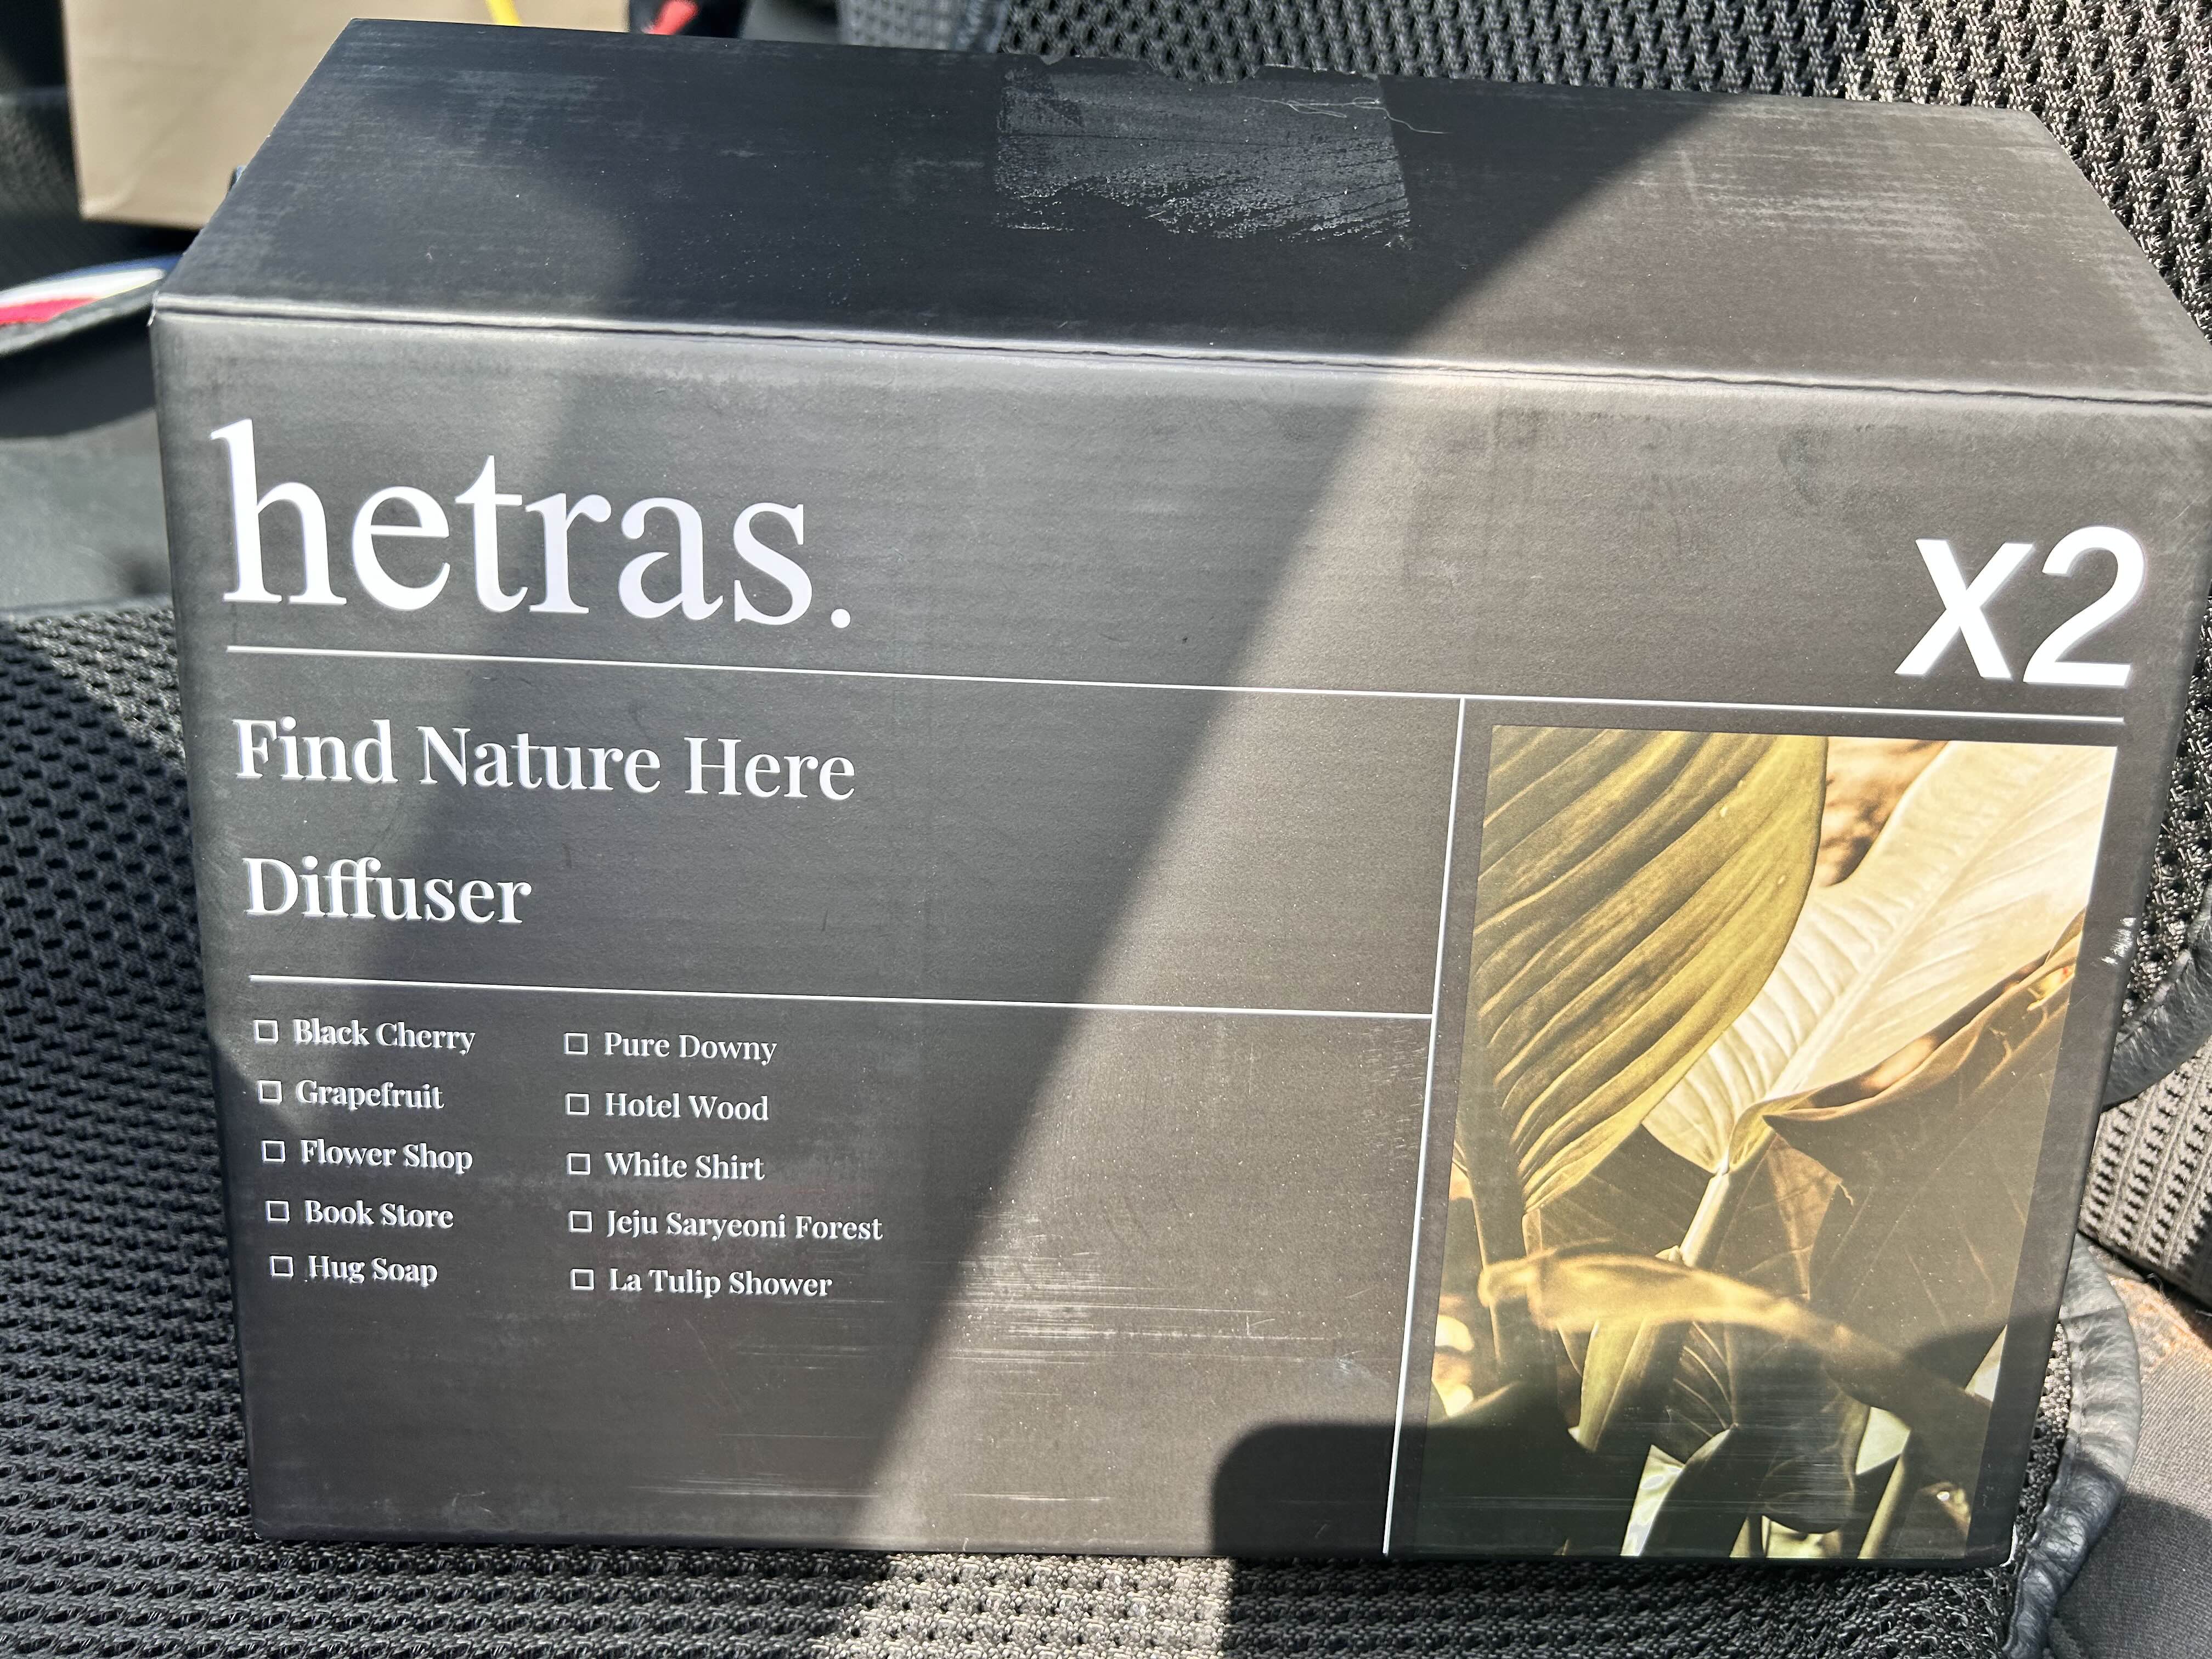 hetras.
x2
Find Nature Here
Diffuser
Black Cherry
Grapefruit
Flower Shop
Book Store
Hug Soap
Pure Downy
Hotel Wood
White Shirt
Jeju Saryeoni Forest
La Tulip Shower